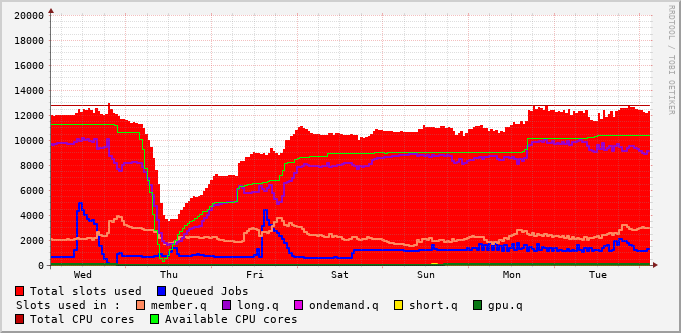 20000
18000
16000
14000
12000
10000
8000
6000
4000
2000
0
Wed Thu Fri Sat Sun Mon Tue
RRDTOOL / TOBI OETIKER
Total slots used Queued Jobs
Slots used in : member.q long.q ondemand.q short.q gpu.q
Total CPU cores Available CPU cores